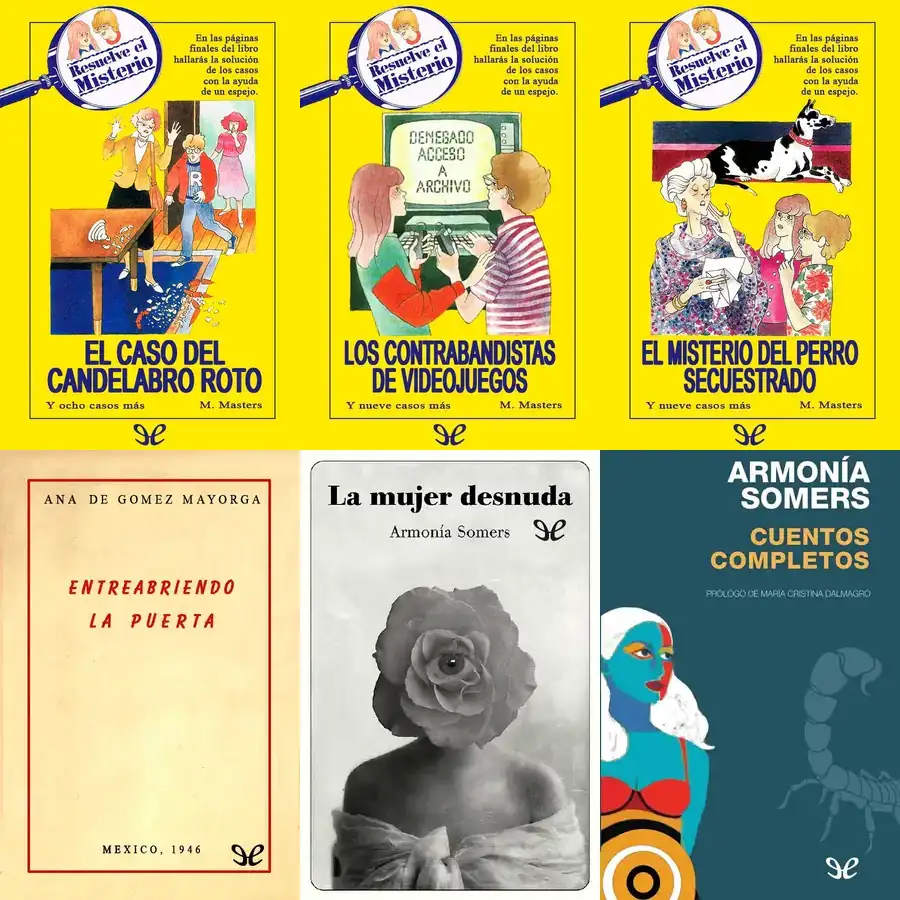 Resuelve el
Misterio
En las páginas
finales del libro
hallarás la solución
de los casos
con la ayuda
de un espejo.
R
EL CASO DEL
CANDELABRO ROTO
Y ocho casos más
M. Masters
Resuelve el
Misterio
En las páginas
finales del libro
hallarás la solución
de los casos
con la ayuda
de un espejo.
DENEGADO
ACCESO
A
ARCHIVO
LOS CONTRABANDISTAS
DE VIDEOJUEGOS
Y nueve casos más
M. Masters
Resuelve el
Misterio
En las páginas
finales del libro
hallarás la solución
de los casos
con la ayuda
de un espejo.
EL MISTERIO DEL PERRO
SECUESTRADO
Y nueve casos más
M. Masters
ANA DE GOMEZ MAYORGA
ENTREABRIENDO
LA PUERTA
MEXICO, 1946
La mujer desnuda
Armonía Somers
ARMONÍA
SOMERS
CUENTOS
COMPLETOS
PRÓLOGO DE MARÍA CRISTINA DALMAGRO